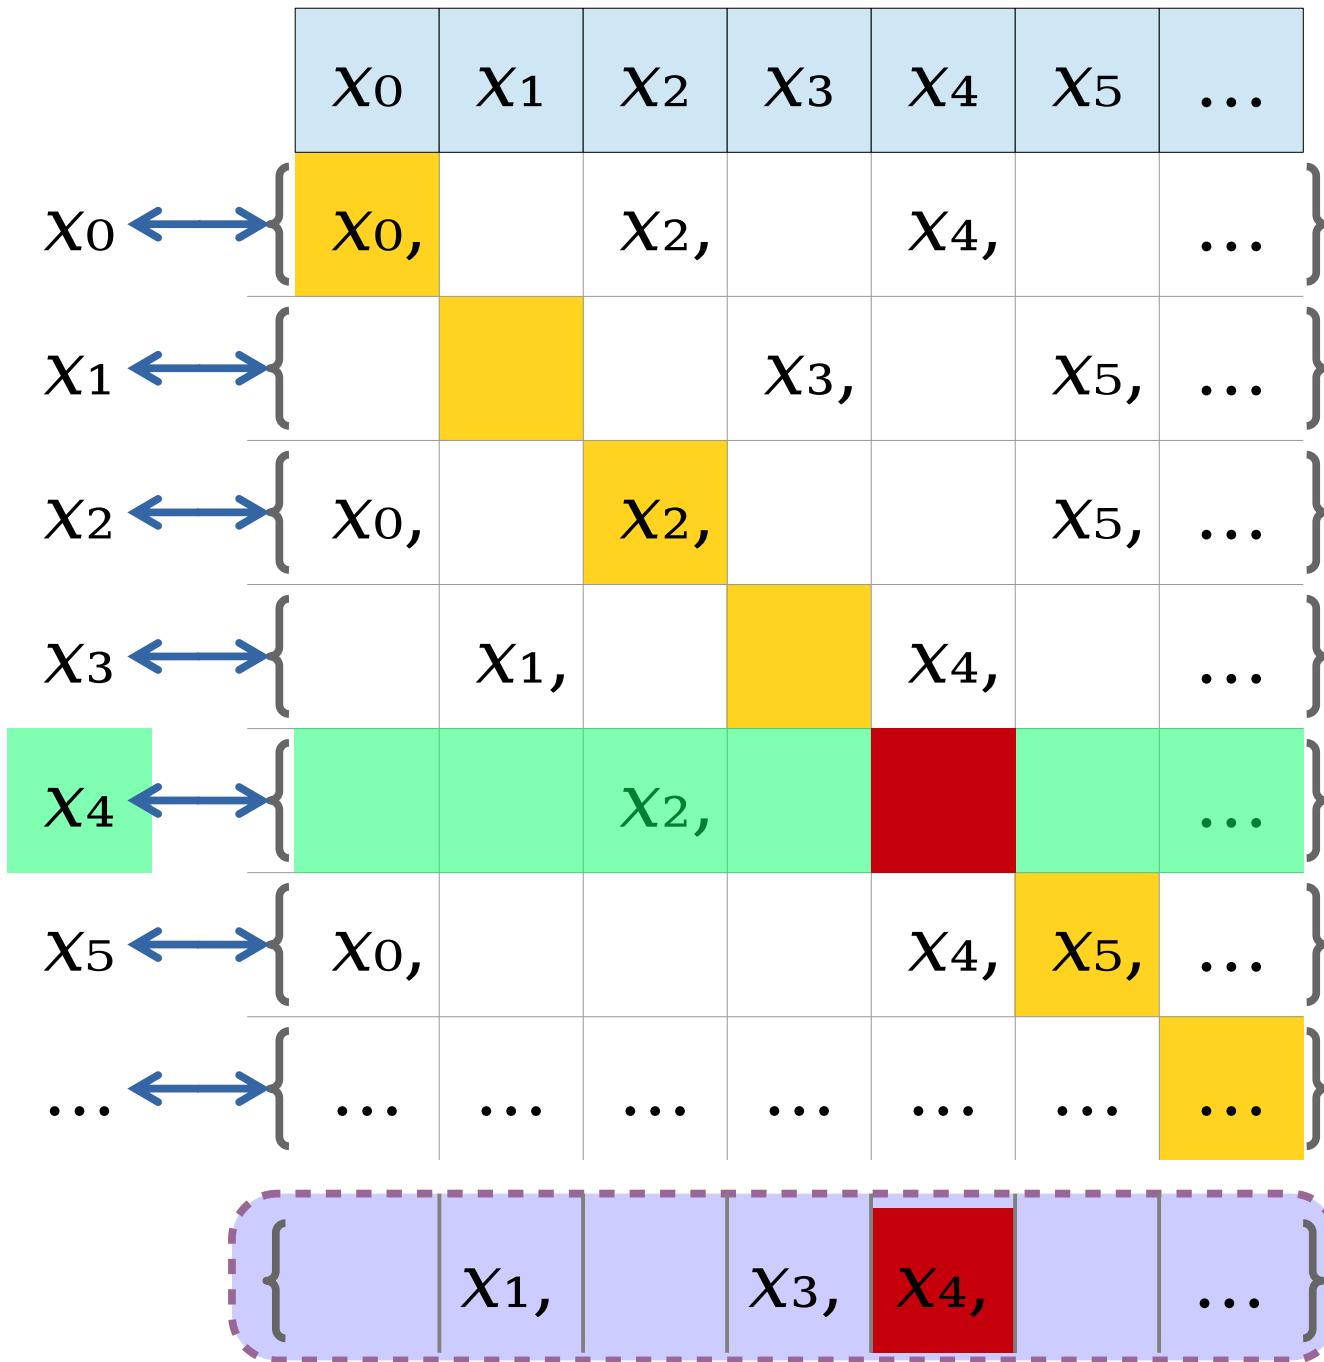 x₀ x₁ x₂ x₃ x₄ x₅ ...
x₀ { x₀, x₂, x₄, ... }
x₁ { x₃, x₅, ... }
x₂ { x₀, x₂, x₅, ... }
x₃ { x₁, x₄, ... }
x₄ { x₂, ... }
x₅ { x₀, x₄, x₅, ... }
... { ... ... ... ... ... ... ... }
{ x₁, x₃, x₄, ... }